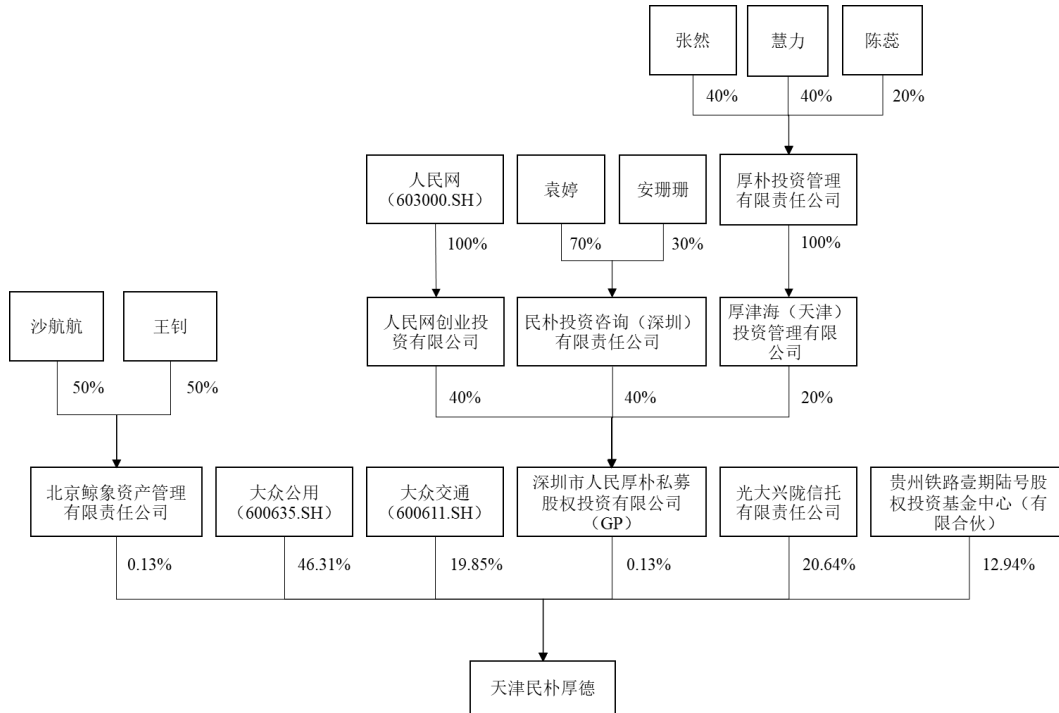 张然
慧力
陈蕊
40%
40%
20%
人民网
（603000.SH）
袁婷
安珊珊
厚朴投资管理
有限责任公司
100%
70%
30%
100%
沙航航
王钊
人民网创业投
资有限公司
民朴投资咨询（深圳）
有限责任公司
厚津海（天津）
投资管理有限
公司
50%
50%
40%
40%
20%
北京鲸象资产管理
有限责任公司
大众公用
（600635.SH）
大众交通
（600611.SH）
深圳市人民厚朴私募
股权投资有限公司
（GP）
光大兴陇信托
有限责任公司
贵州铁路壹期陆号股
权投资基金中心（有
限合伙）
0.13%
46.31%
19.85%
0.13%
20.64%
12.94%
天津民朴厚德